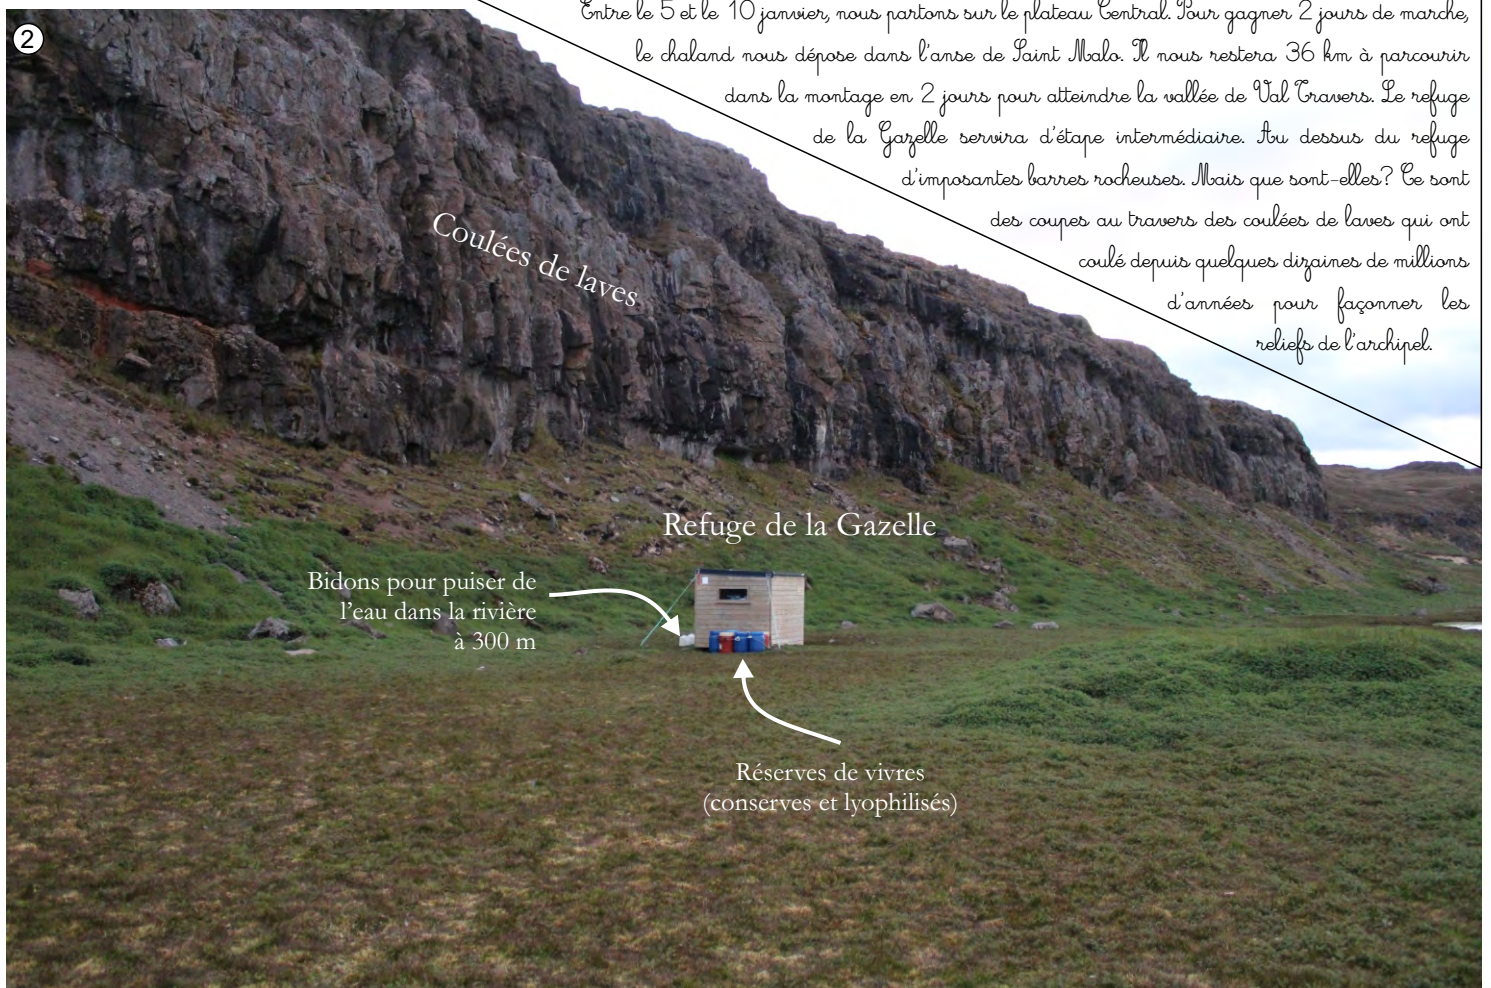 Entre le 5 et le 10 janvier, nous partons sur le plateau Central. Pour gagner 2 jours de marche,
le chaland nous dépose dans l'anse de Saint Malo. Il nous restera 36 km à parcourir
dans la montage en 2 jours pour atteindre la vallée de Val Travers. Le refuge
de la Gazelle servira d'étape intermédiaire. Au dessus du refuge
d'imposantes barres rocheuses. Mais que sont-elles? Ce sont
des coupes au travers des coulées de laves qui ont
coulé depuis quelques dizaines de millions
d'années pour façonner les
reliefs de l'archipel.
2
Coulées de laves
Refuge de la Gazelle
Bidons pour puiser de
l'eau dans la rivière
à 300 m
Réserves de vivres
(conserves et lyophilisés)